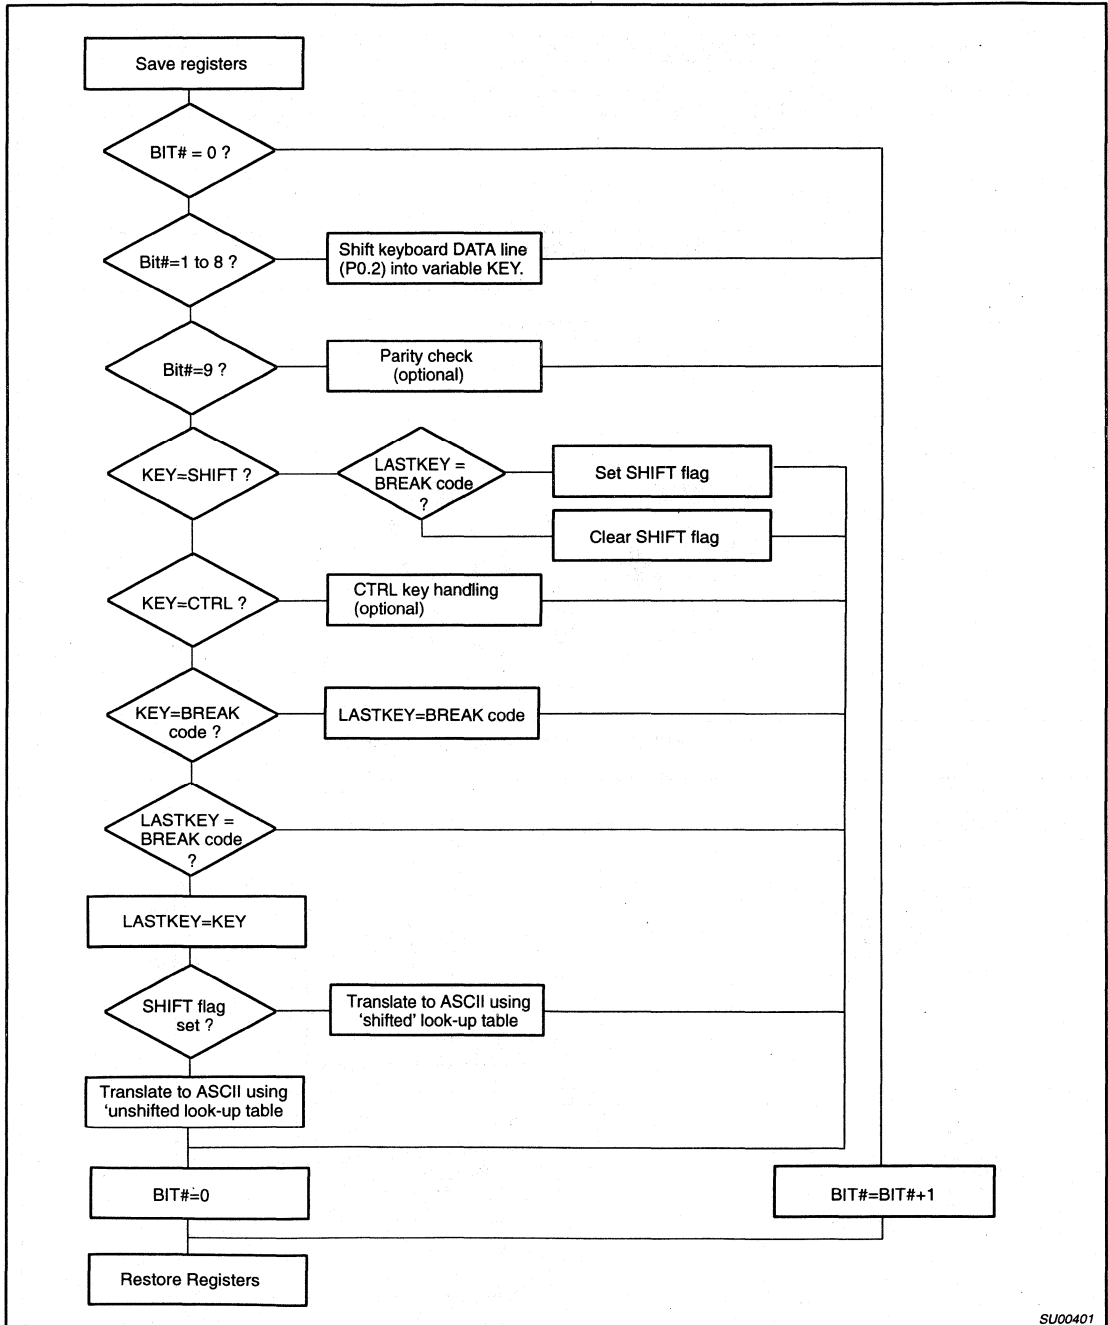 Save registers
BIT# = 0 ?
Bit#=1 to 8 ?
Shift keyboard DATA line
(P0.2) into variable KEY.
Bit#=9 ?
Parity check
(optional)
KEY=SHIFT ?
LASTKEY =
BREAK code
?
Set SHIFT flag
Clear SHIFT flag
KEY=CTRL ?
CTRL key handling
(optional)
KEY=BREAK
code ?
LASTKEY=BREAK code
LASTKEY =
BREAK code
?
LASTKEY=KEY
SHIFT flag
set ?
Translate to ASCII using
‘shifted’ look-up table
Translate to ASCII using
‘unshifted look-up table
BIT#=0
BIT#=BIT#+1
Restore Registers
SU00401